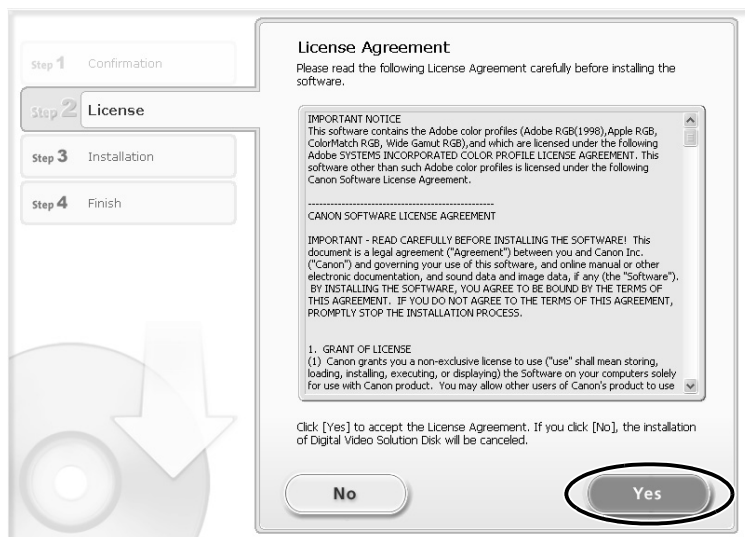 Step 1 Confirmation
Step 2 License
Step 3 Installation
Step 4 Finish
License Agreement
Please read the following License Agreement carefully before installing the
software.
IMPORTANT NOTICE
This software contains the Adobe color profiles (Adobe RGB(1998),Apple RGB,
ColorMatch RGB, Wide Gamut RGB),and which are licensed under the following
Adobe SYSTEMS INCORPORATED COLOR PROFILE LICENSE AGREEMENT. This
software other than such Adobe color profiles is licensed under the following
Canon Software License Agreement.
----------------------------------------------------
CANON SOFTWARE LICENSE AGREEMENT
IMPORTANT - READ CAREFULLY BEFORE INSTALLING THE SOFTWARE! This
document is a legal agreement ("Agreement") between you and Canon Inc.
("Canon") and governing your use of this software, and online manual or other
electronic documentation, and sound data and image data, if any (the "Software").
BY INSTALLING THE SOFTWARE, YOU AGREE TO BE BOUND BY THE TERMS OF
THIS AGREEMENT. IF YOU DO NOT AGREE TO THE TERMS OF THIS AGREEMENT,
PROMPTLY STOP THE INSTALLATION PROCESS.
1. GRANT OF LICENSE
(1) Canon grants you a non-exclusive license to use ("use" shall mean storing,
loading, installing, executing, or displaying) the Software on your computers solely
for use with Canon product. You may allow other users of Canon's product to use
Click [Yes] to accept the License Agreement. If you click [No], the installation
of Digital Video Solution Disk will be canceled.
No
Yes